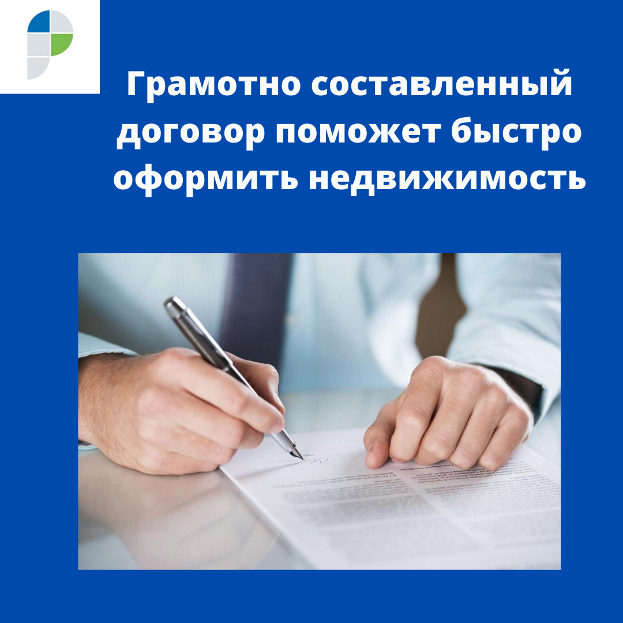 Грамотно составленный
договор поможет быстро
оформить недвижимость